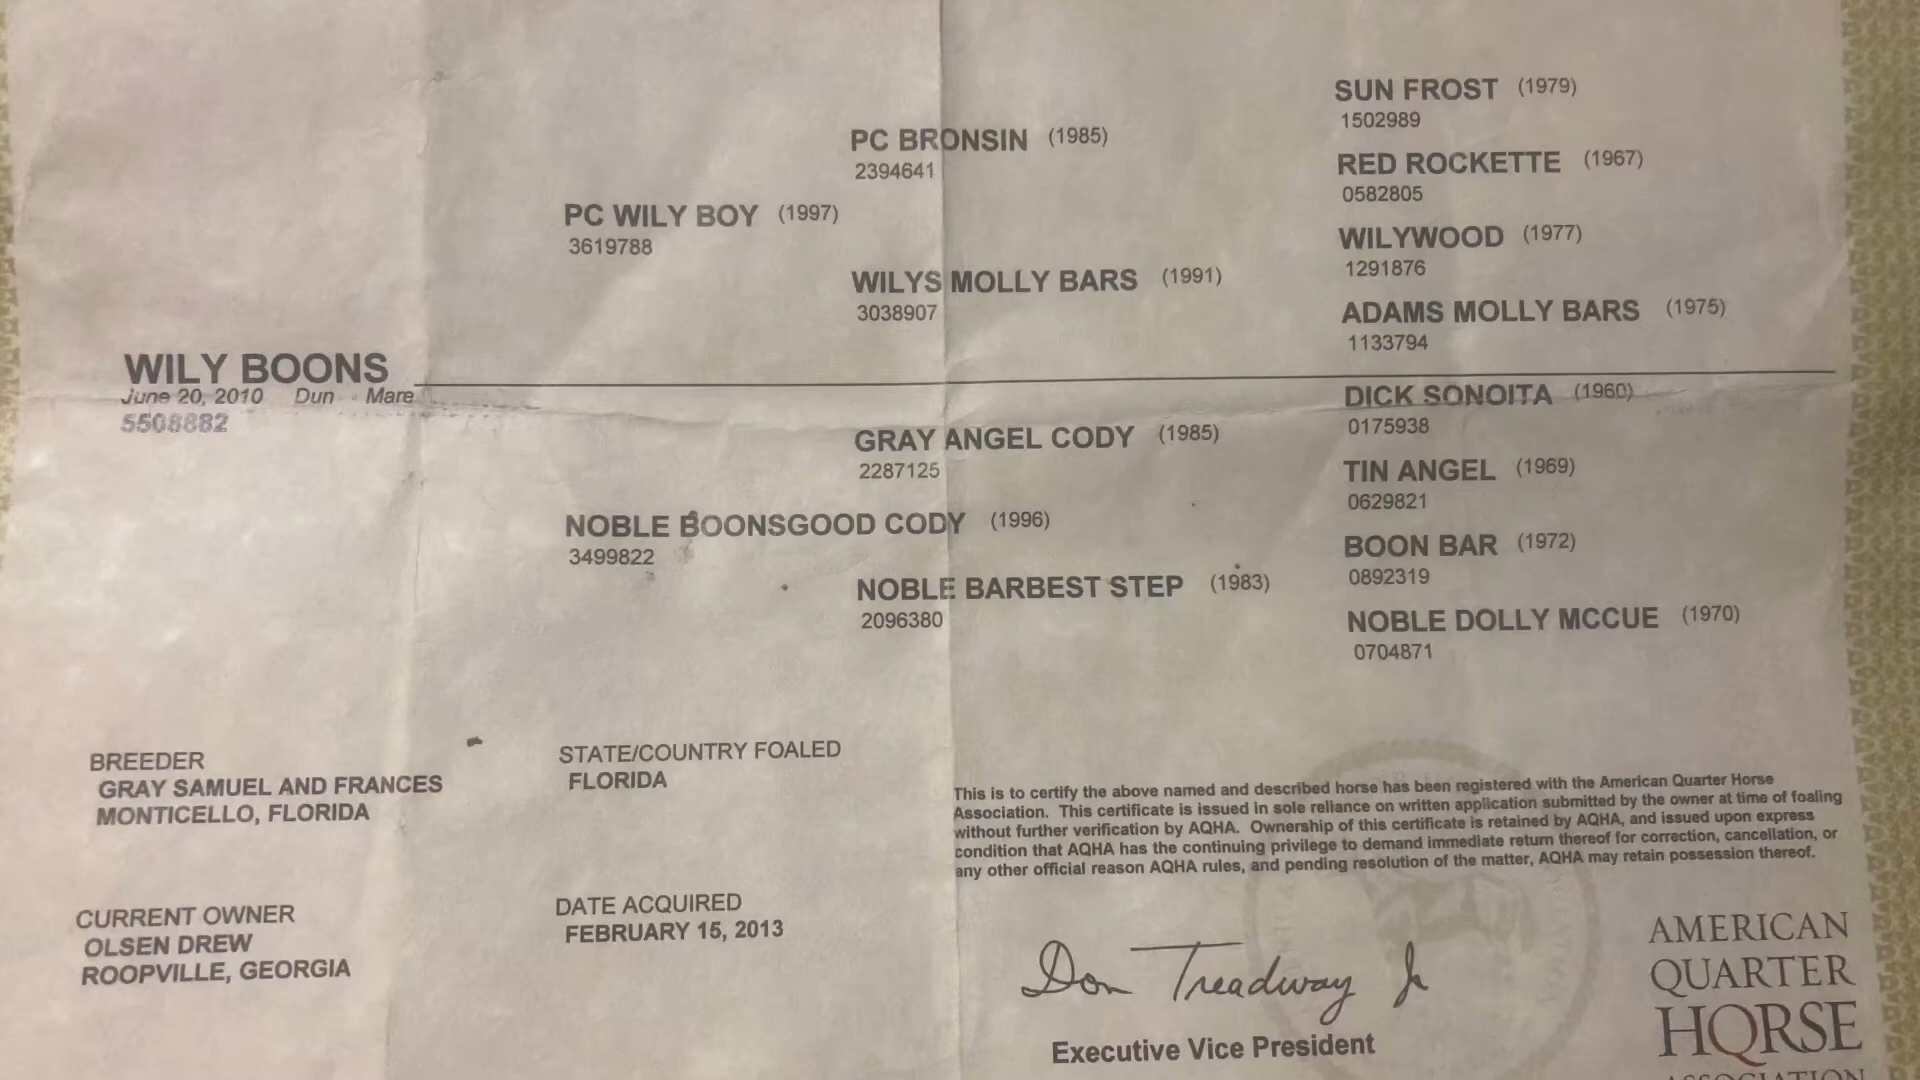 SUN FROST (1979)
1502989
PC BRONSIN (1985)
2394641
RED ROCKETTE (1967)
0582805
PC WILY BOY (1997)
3619788
WILYWOOD (1977)
1291876
WILYS MOLLY BARS (1991)
3038907
ADAMS MOLLY BARS (1975)
1133794
WILY BOONS
June 20, 2010 Dun Mare
5508882
DICK SONOITA (1960)
0175938
GRAY ANGEL CODY (1985)
2287125
TIN ANGEL (1969)
0629821
NOBLE BOONSGOOD CODY (1996)
3499822
BOON BAR (1972)
0892319
NOBLE BARBEST STEP (1983)
2096380
NOBLE DOLLY MCCUE (1970)
0704871
BREEDER
GRAY SAMUEL AND FRANCES
MONTICELLO, FLORIDA
STATE/COUNTRY FOALED
FLORIDA
This is to certify the above named and described horse has been registered with the American Quarter Horse
Association. This certificate is issued in sole reliance on written application submitted by the owner at time of foaling
without further verification by AQHA. Ownership of this certificate is retained by AQHA, and issued upon express
condition that AQHA has the continuing privilege to demand immediate return thereof for correction, cancellation, or
any other official reason AQHA rules, and pending resolution of the matter, AQHA may retain possession thereof.
CURRENT OWNER
OLSEN DREW
ROOPVILLE, GEORGIA
DATE ACQUIRED
FEBRUARY 15, 2013
Don Treadway Jr
Executive Vice President
AMERICAN
QUARTER
HORSE
ASSOCIATION